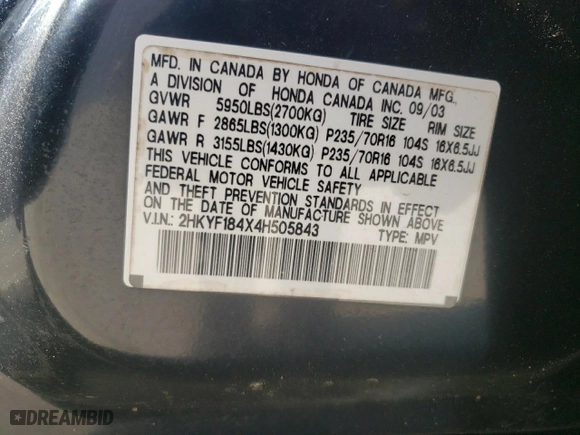 MFD. IN CANADA BY HONDA OF CANADA MFG.,
A DIVISION OF HONDA CANADA INC. 09/03
GVWR 5950LBS(2700KG) TIRE SIZE RIM SIZE
GAWR F 2865LBS(1300KG) P235/70R16 104S 16X6.5JJ
GAWR R 3155LBS(1430KG) P235/70R16 104S 16X6.5JJ
THIS VEHICLE CONFORMS TO ALL APPLICABLE
FEDERAL MOTOR VEHICLE SAFETY
AND THEFT PREVENTION STANDARDS IN EFFECT
ON THE DATE OF MANUFACTURE SHOWN ABOVE
V.I.N.: 2HKYF184X4H505843 TYPE: MPV
DREAMBID